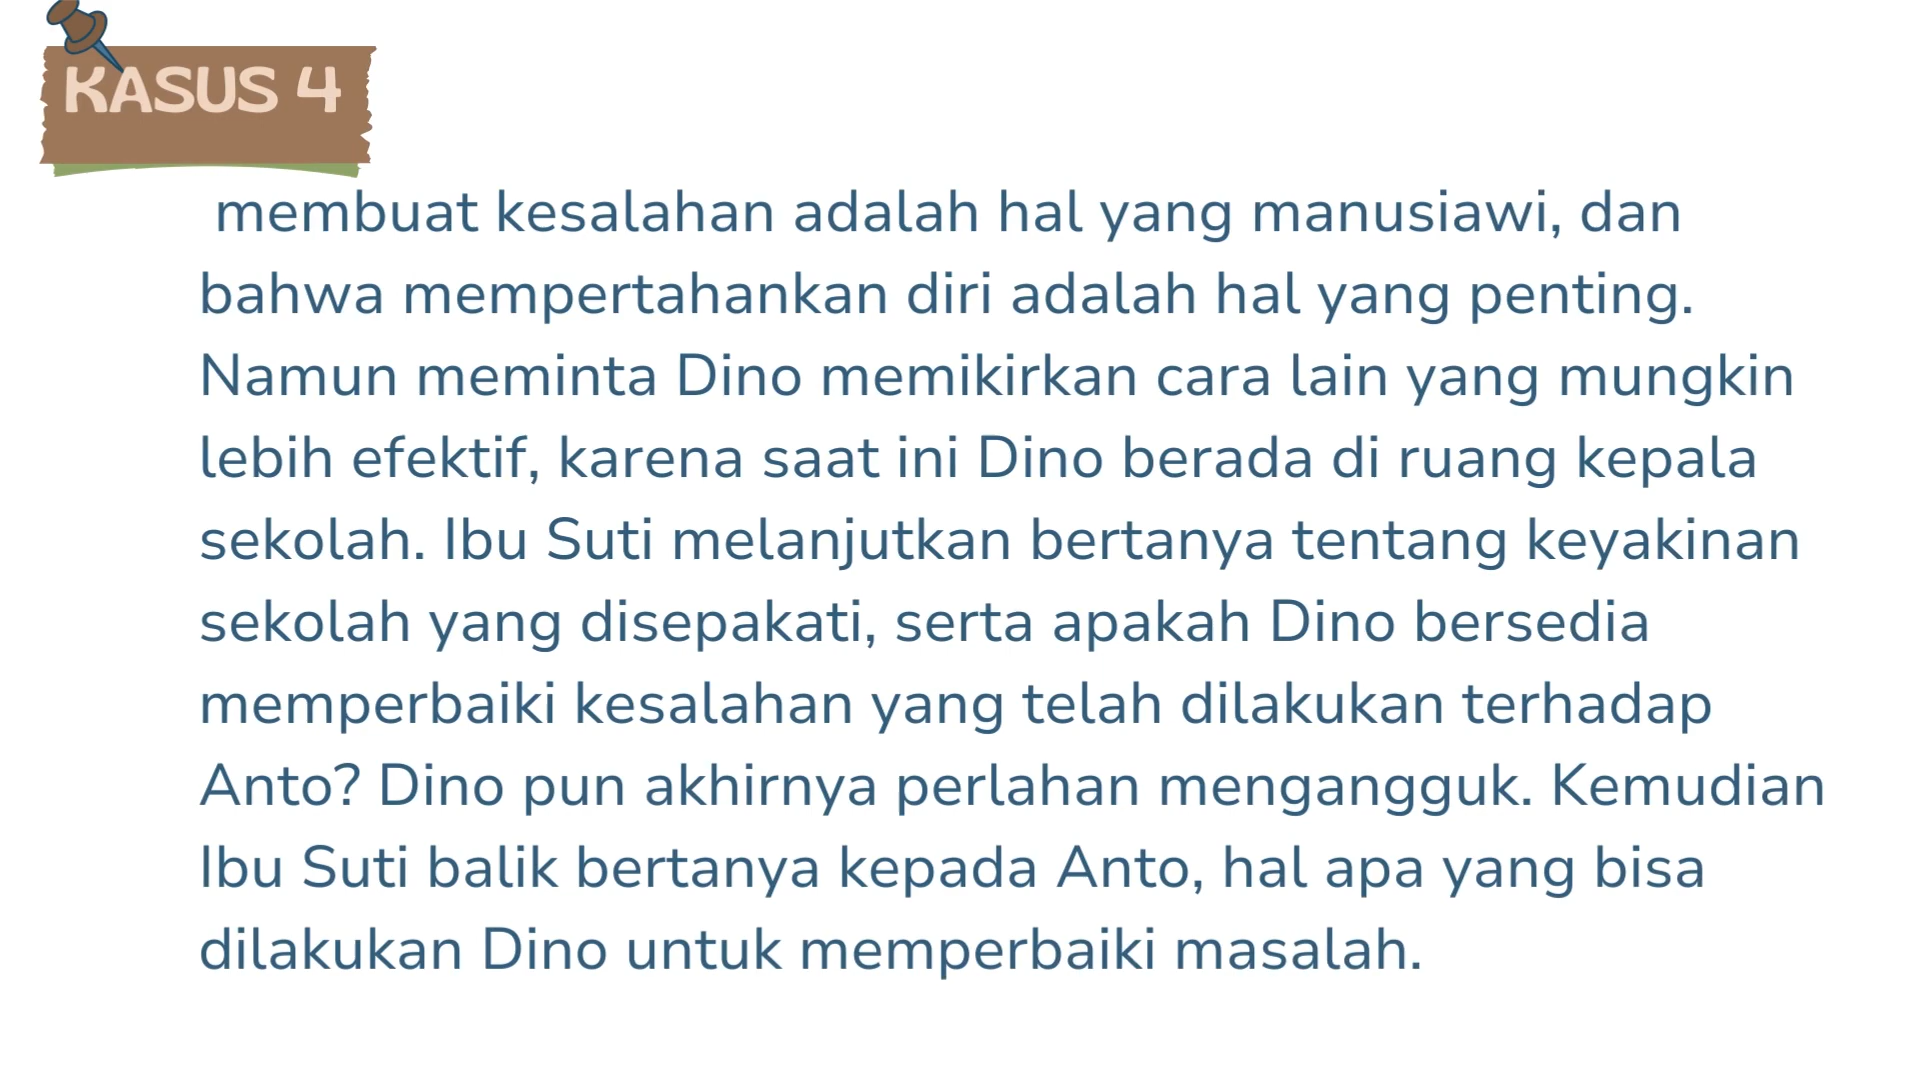 KASUS 4
membuat kesalahan adalah hal yang manusiawi, dan
bahwa mempertahankan diri adalah hal yang penting.
Namun meminta Dino memikirkan cara lain yang mungkin
lebih efektif, karena saat ini Dino berada di ruang kepala
sekolah. Ibu Suti melanjutkan bertanya tentang keyakinan
sekolah yang disepakati, serta apakah Dino bersedia
memperbaiki kesalahan yang telah dilakukan terhadap
Anto? Dino pun akhirnya perlahan mengangguk. Kemudian
Ibu Suti balik bertanya kepada Anto, hal apa yang bisa
dilakukan Dino untuk memperbaiki masalah.